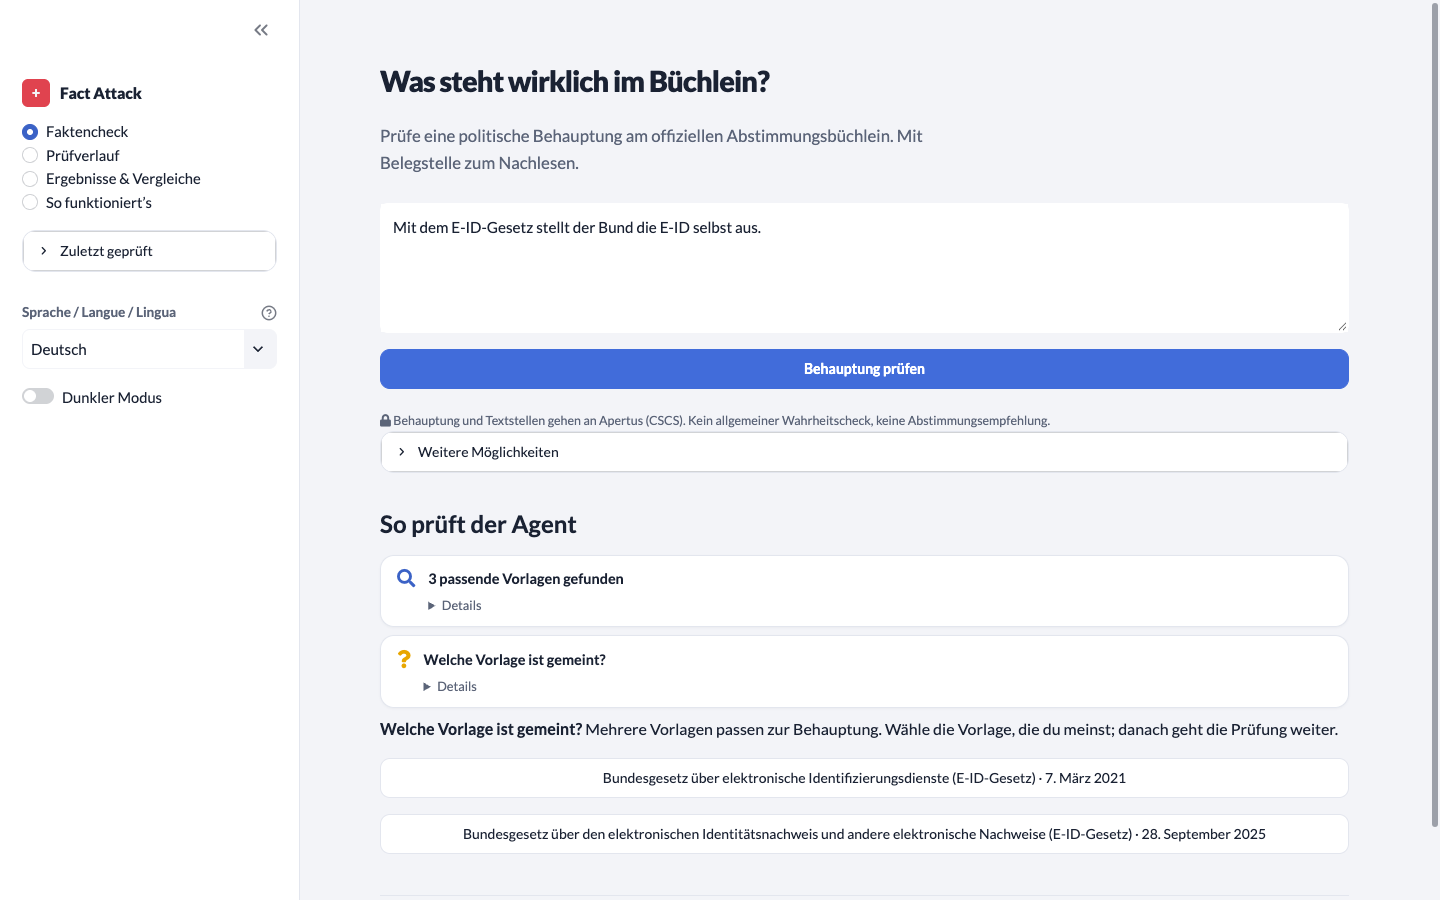 Fact Attack
Faktencheck
Prüfverlauf
Ergebnisse & Vergleiche
So funktioniert’s
Zuletzt geprüft
Sprache / Langue / Lingua
Deutsch
Dunkler Modus
Was steht wirklich im Büchlein?
Prüfe eine politische Behauptung am offiziellen Abstimmungsbüchlein. Mit
Belegstelle zum Nachlesen.
Mit dem E-ID-Gesetz stellt der Bund die E-ID selbst aus.
Behauptung prüfen
Behauptung und Textstellen gehen an Apertus (CSCS). Kein allgemeiner Wahrheitscheck, keine Abstimmungsempfehlung.
Weitere Möglichkeiten
So prüft der Agent
3 passende Vorlagen gefunden
Details
Welche Vorlage ist gemeint?
Details
Welche Vorlage ist gemeint? Mehrere Vorlagen passen zur Behauptung. Wähle die Vorlage, die du meinst; danach geht die Prüfung weiter.
Bundesgesetz über elektronische Identifizierungsdienste (E-ID-Gesetz) · 7. März 2021
Bundesgesetz über den elektronischen Identitätsnachweis und andere elektronische Nachweise (E-ID-Gesetz) · 28. September 2025